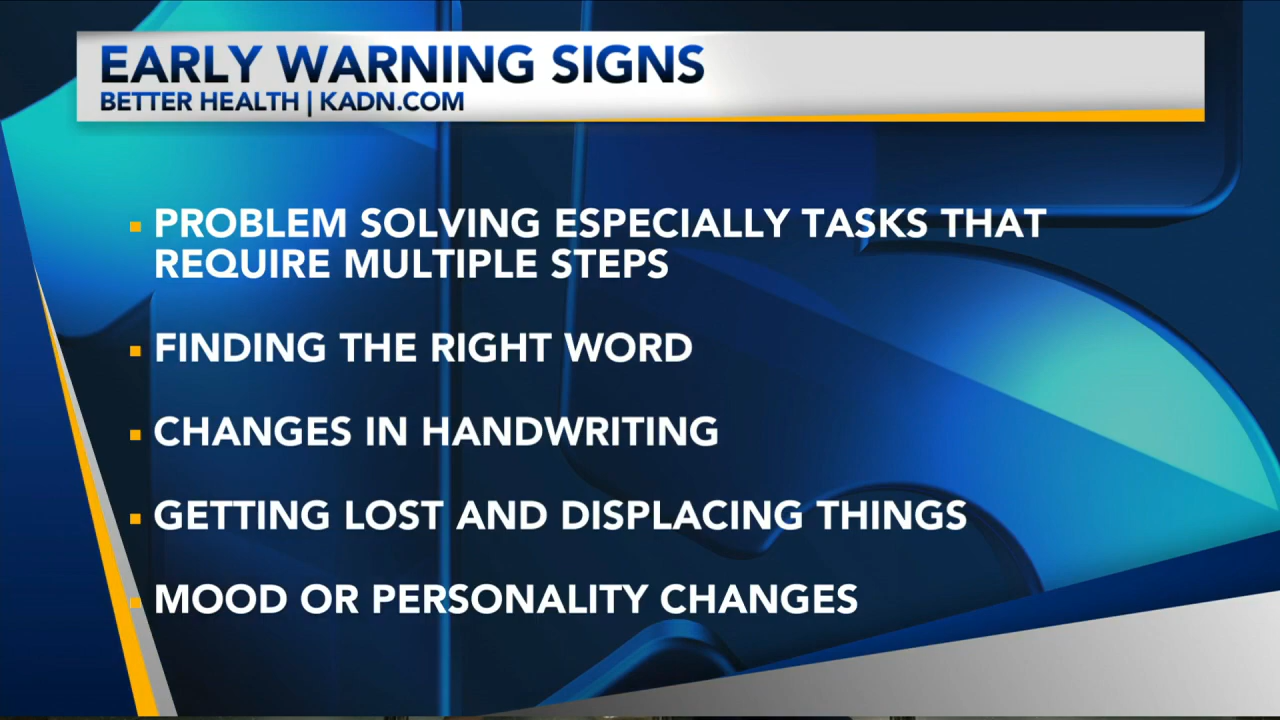 EARLY WARNING SIGNS
BETTER HEALTH | KADN.COM
PROBLEM SOLVING ESPECIALLY TASKS THAT
REQUIRE MULTIPLE STEPS
FINDING THE RIGHT WORD
CHANGES IN HANDWRITING
GETTING LOST AND DISPLACING THINGS
MOOD OR PERSONALITY CHANGES